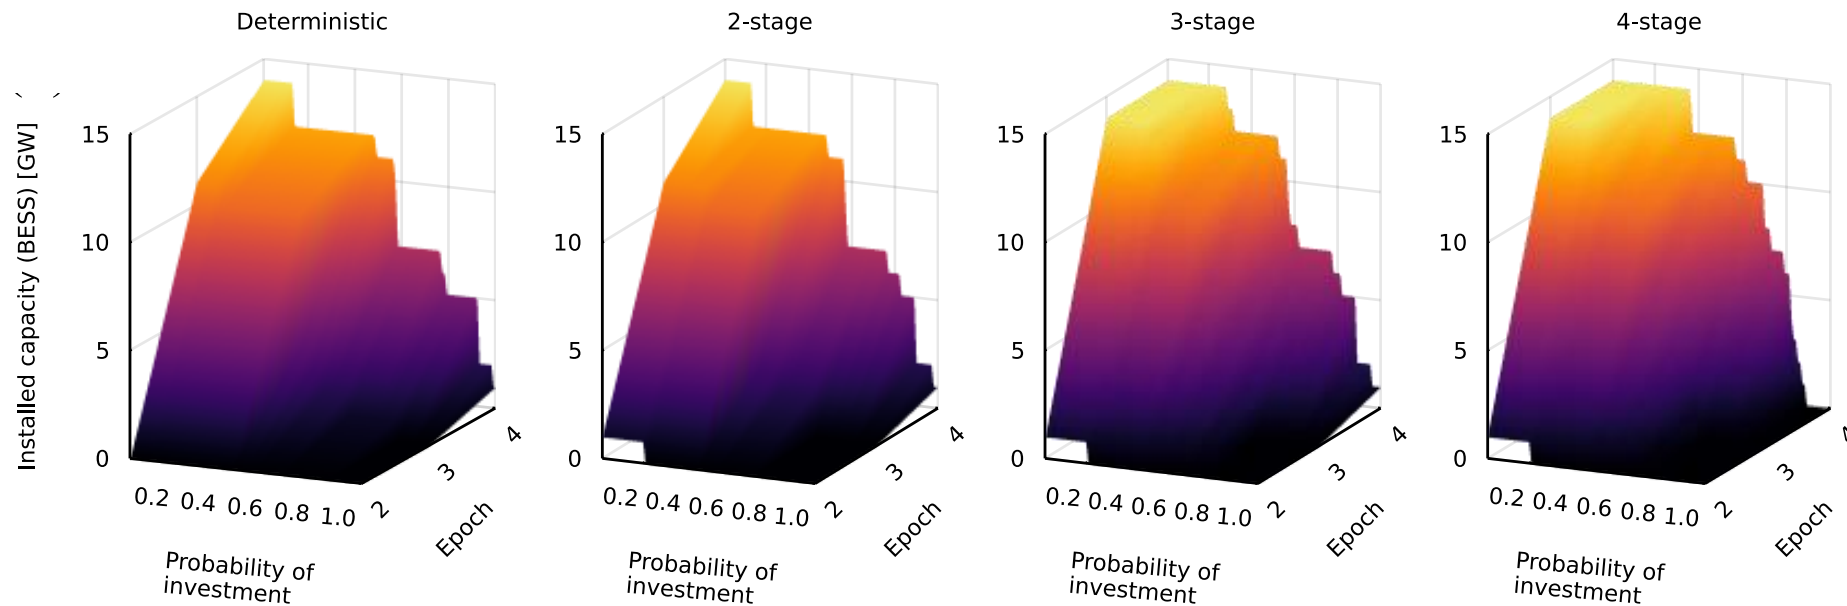 Deterministic
2-stage
3-stage
4-stage
Installed capacity (BESS) [GW]
15
10
5
0
0.2 0.4 0.6 0.8 1.0
2
3
4
Probability of
investment
Epoch
15
10
5
0
0.2 0.4 0.6 0.8 1.0
2
3
4
Probability of
investment
Epoch
15
10
5
0
0.2 0.4 0.6 0.8 1.0
2
3
4
Probability of
investment
Epoch
15
10
5
0
0.2 0.4 0.6 0.8 1.0
2
3
Probability of
investment
Epoch